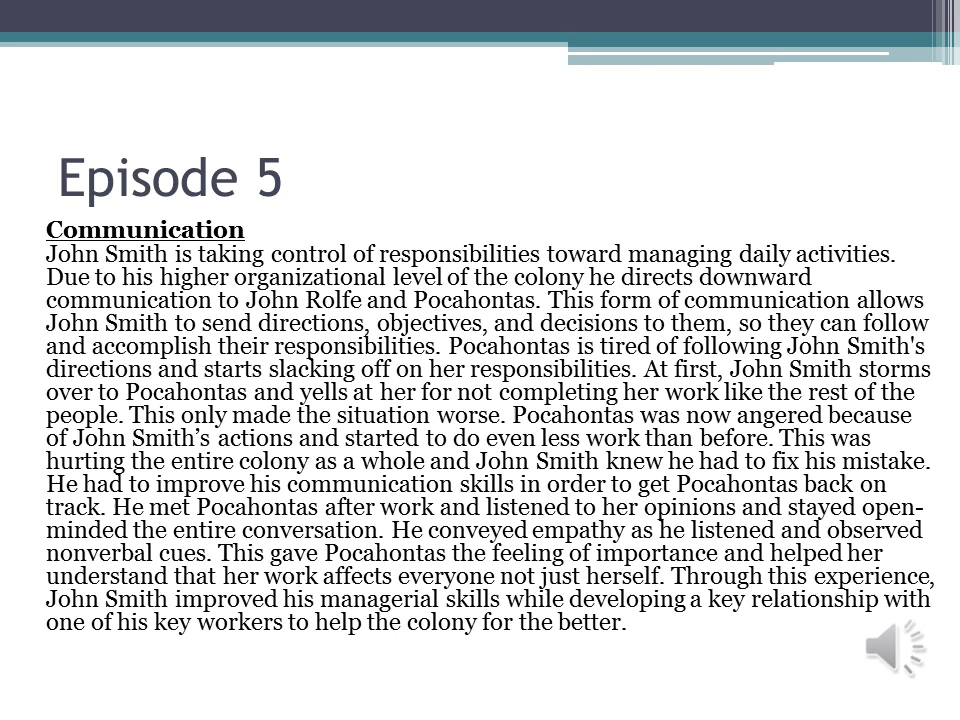 Episode 5
Communication
John Smith is taking control of responsibilities toward managing daily activities.
Due to his higher organizational level of the colony he directs downward
communication to John Rolfe and Pocahontas. This form of communication allows
John Smith to send directions, objectives, and decisions to them, so they can follow
and accomplish their responsibilities. Pocahontas is tired of following John Smith's
directions and starts slacking off on her responsibilities. At first, John Smith storms
over to Pocahontas and yells at her for not completing her work like the rest of the
people. This only made the situation worse. Pocahontas was now angered because
of John Smith’s actions and started to do even less work than before. This was
hurting the entire colony as a whole and John Smith knew he had to fix his mistake.
He had to improve his communication skills in order to get Pocahontas back on
track. He met Pocahontas after work and listened to her opinions and stayed open-
minded the entire conversation. He conveyed empathy as he listened and observed
nonverbal cues. This gave Pocahontas the feeling of importance and helped her
understand that her work affects everyone not just herself. Through this experience,
John Smith improved his managerial skills while developing a key relationship with
one of his key workers to help the colony for the better.